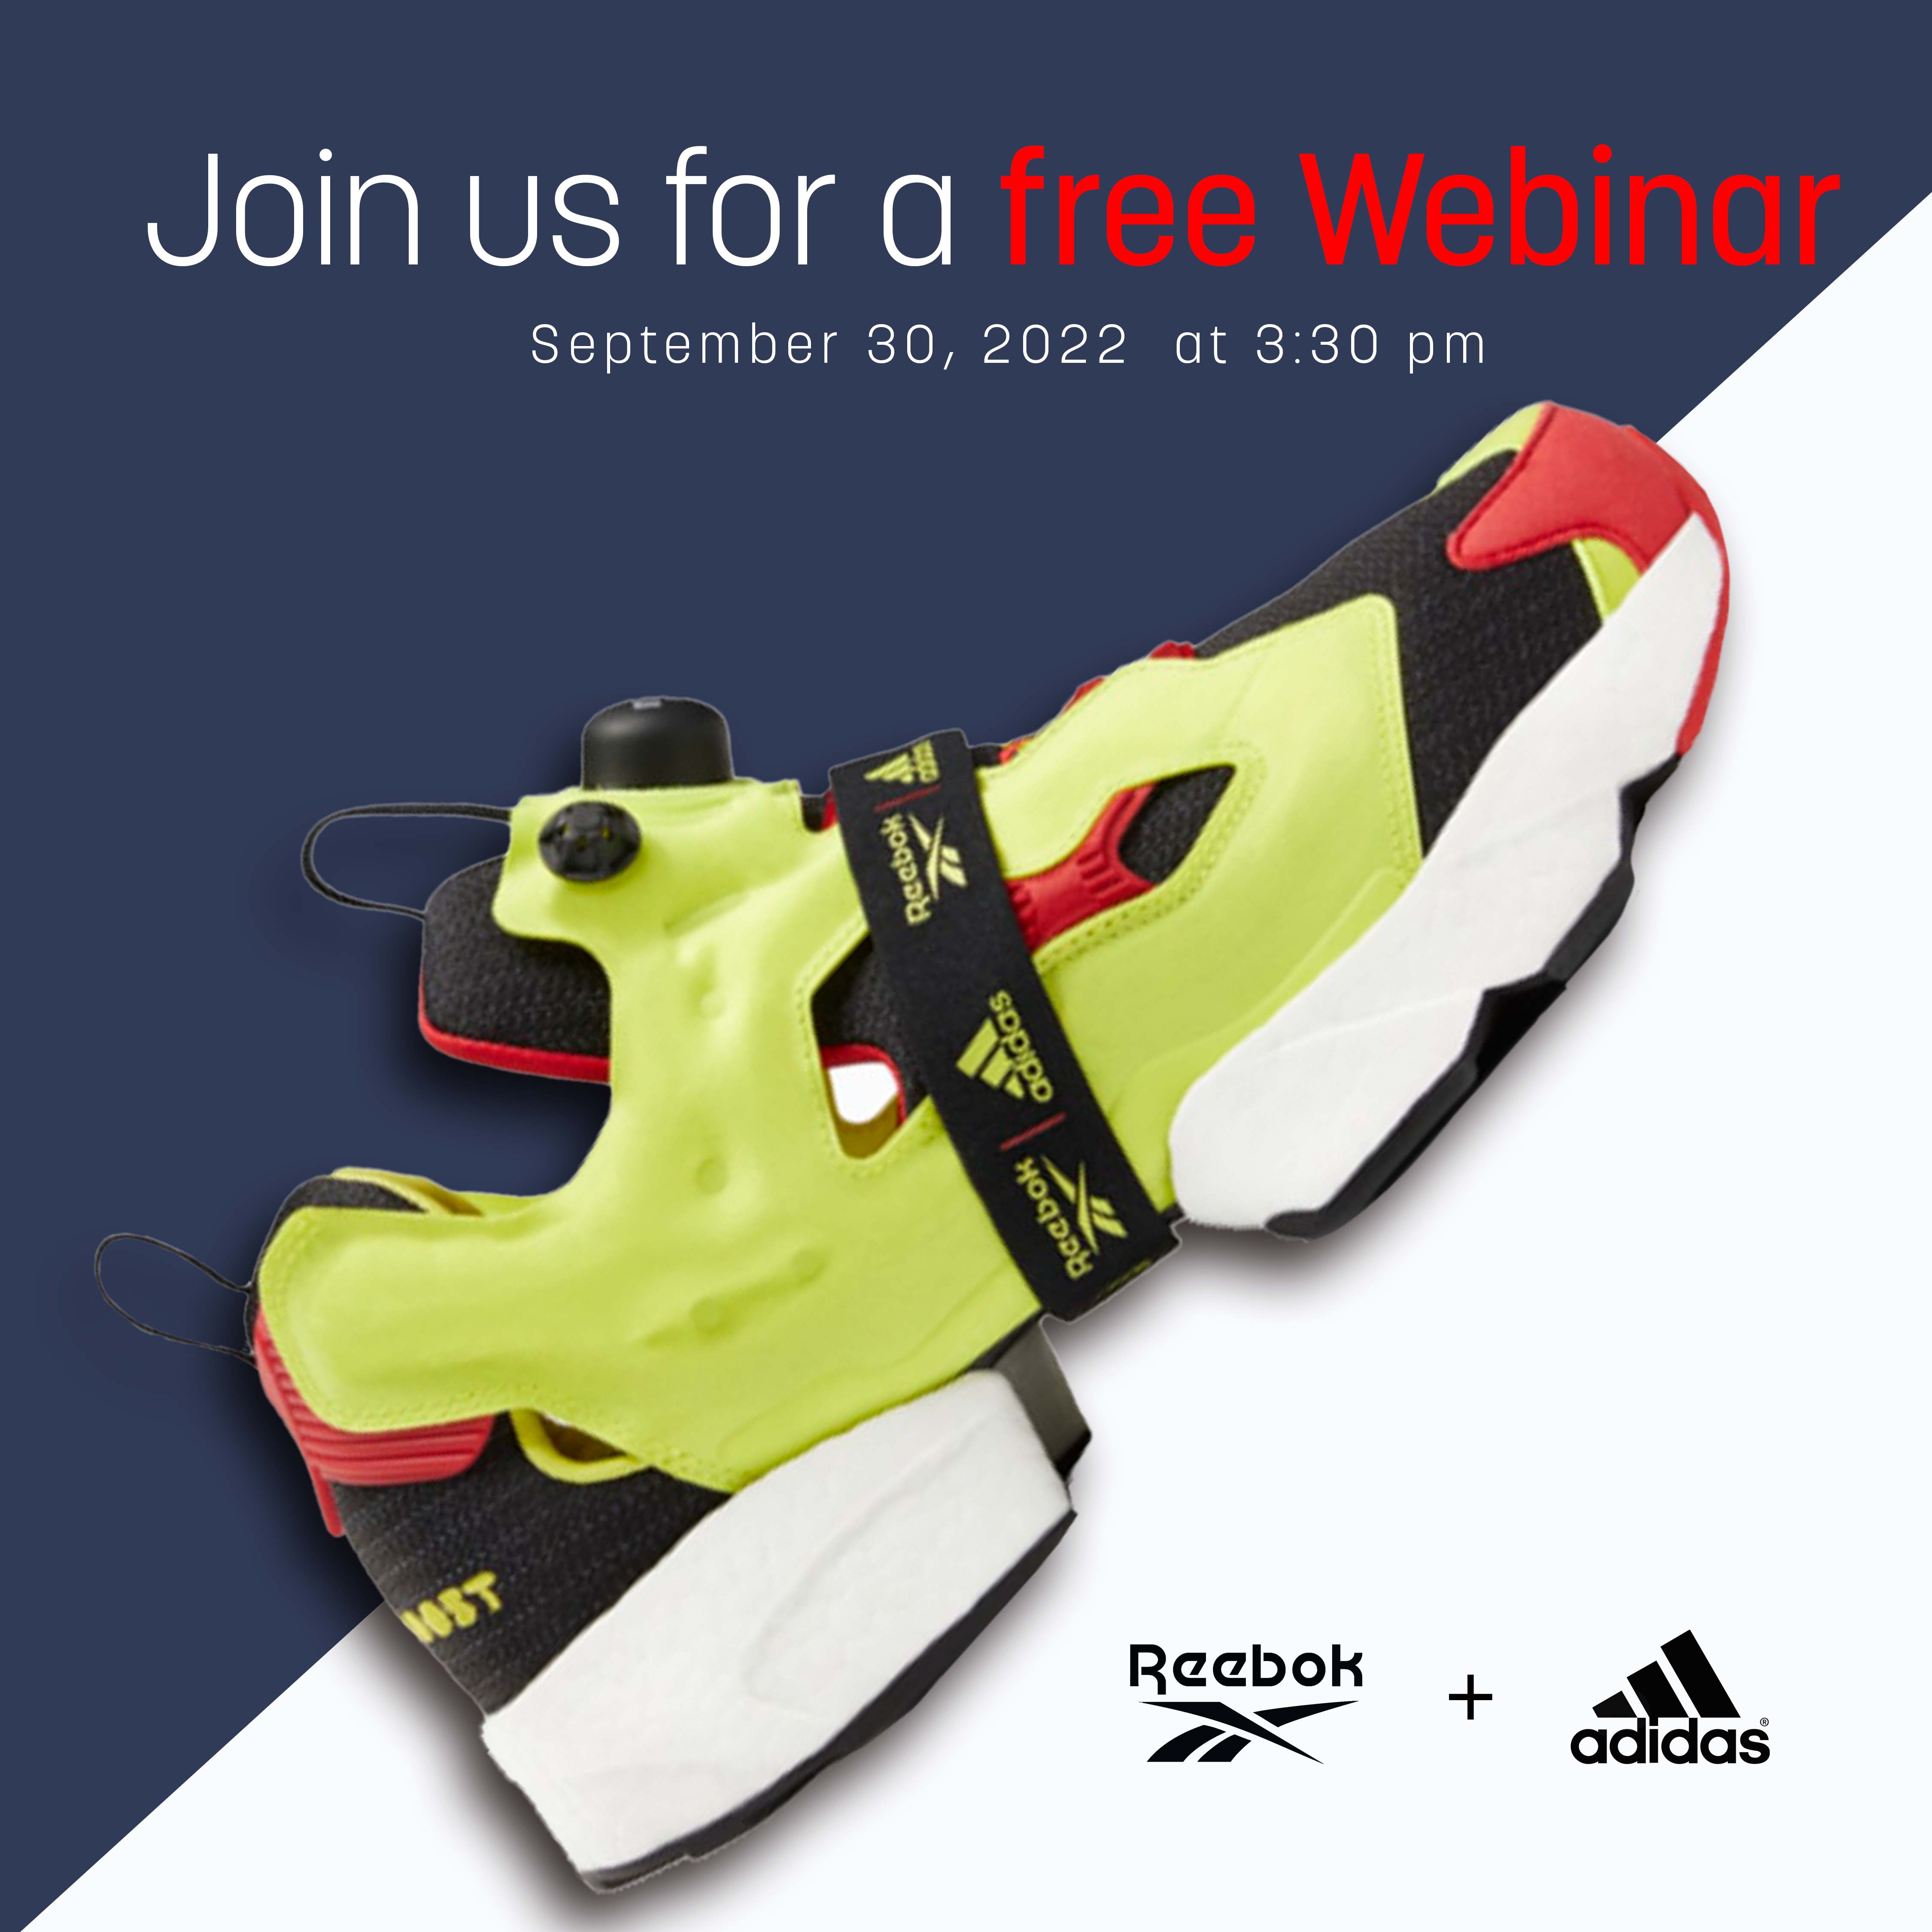 Join us for a free Webinar
September 30, 2022 at 3:30 pm
adidas
Reebok
adidas
Reebok
Reebok + adidas®